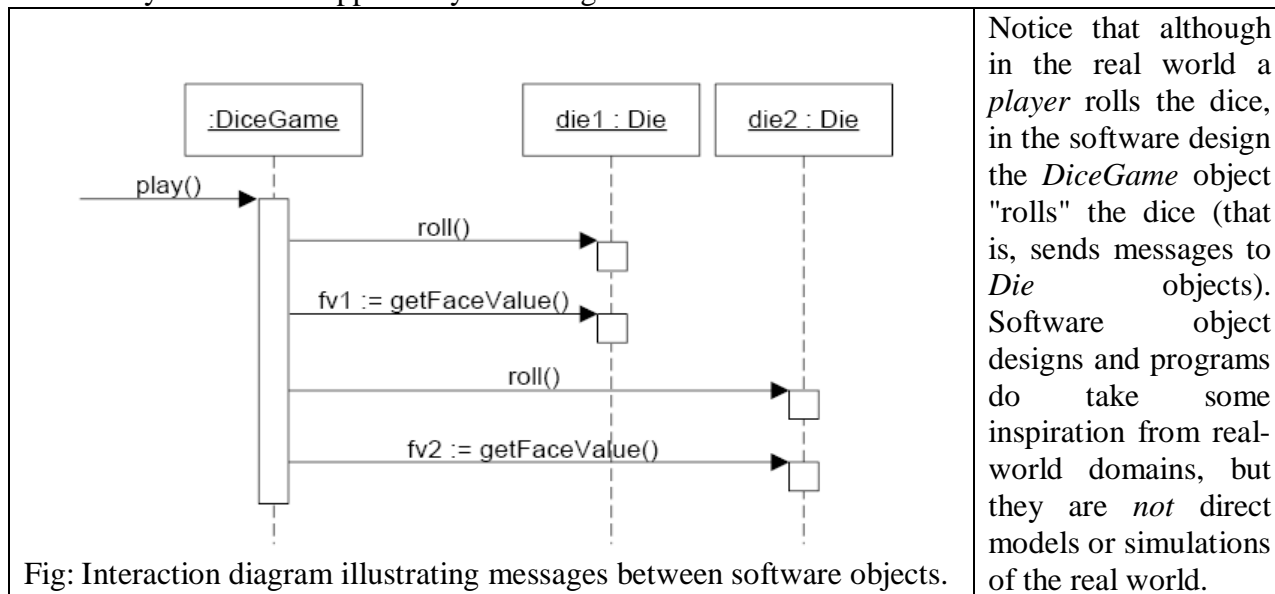 :DiceGame
die1 : Die
die2 : Die
play()
roll()
fv1 := getFaceValue()
roll()
fv2 := getFaceValue()
Fig: Interaction diagram illustrating messages between software objects.
Notice that although
in the real world a
player rolls the dice,
in the software design
the DiceGame object
"rolls" the dice (that
is, sends messages to
Die objects).
Software object
designs and programs
do take some
inspiration from real-
world domains, but
they are not direct
models or simulations
of the real world.